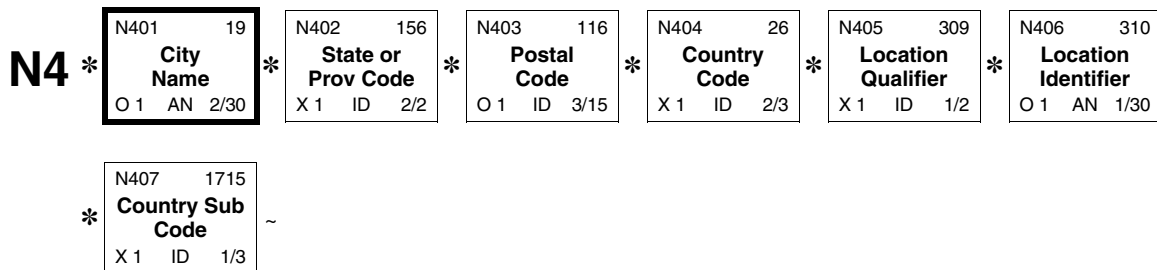 N4 * N401 19 * N402 156 * N403 116 * N404 26 * N405 309 * N406 310
City Name State or Prov Code Postal Code Country Code Location Qualifier Location Identifier
O 1 AN 2/30 X 1 ID 2/2 O 1 ID 3/15 X 1 ID 2/3 X 1 ID 1/2 O 1 AN 1/30
* N407 1715
Country Sub
Code ~
X 1 ID 1/3